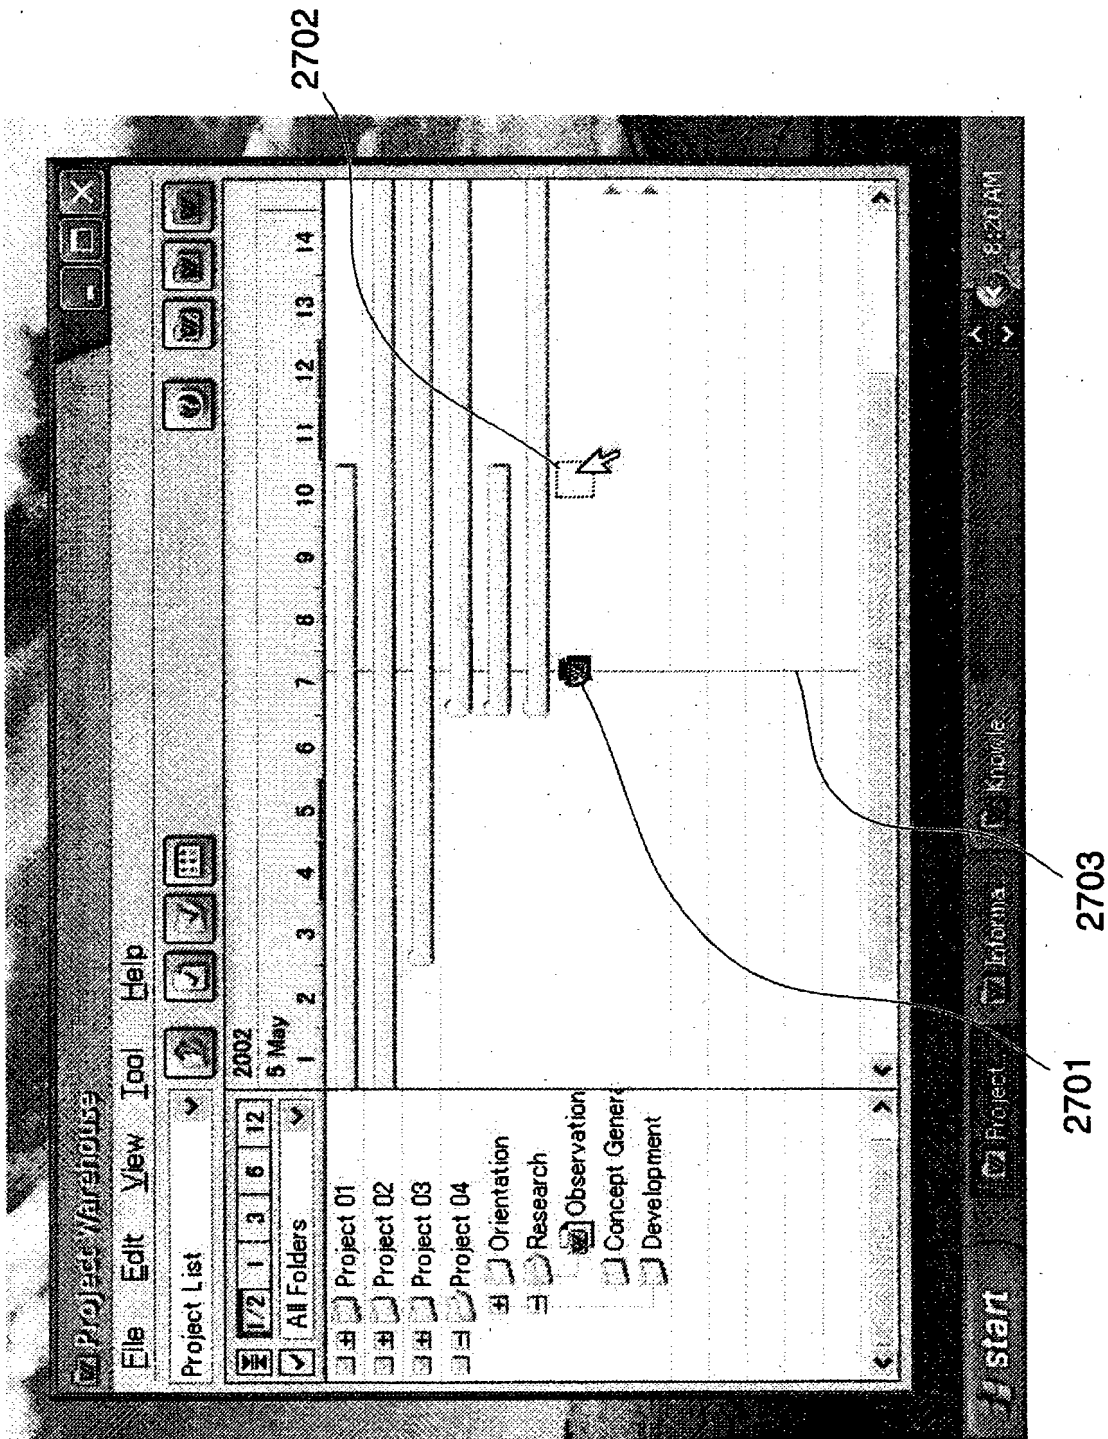 Project Warehouse
File Edit View Tool Help
Project List
1/2 1 3 6 12
2002
5 May
All Folders
1 2 3 4 5 6 7 8 9 10 11 12 13 14
Project 01
Project 02
Project 03
Project 04
Orientation
Research
Observation
Concept Genera
Development
start
Project...
Informa
Knowle
8:20 AM
2701
2702
2703